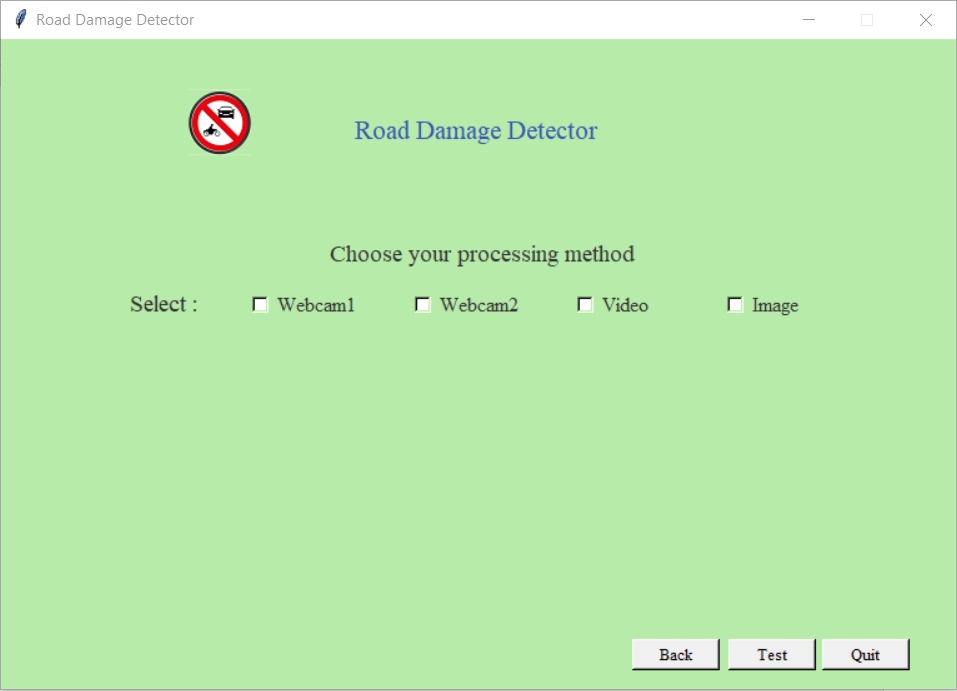 Road Damage Detector
Road Damage Detector
Choose your processing method
Select : Webcam1 Webcam2 Video Image
Back Test Quit